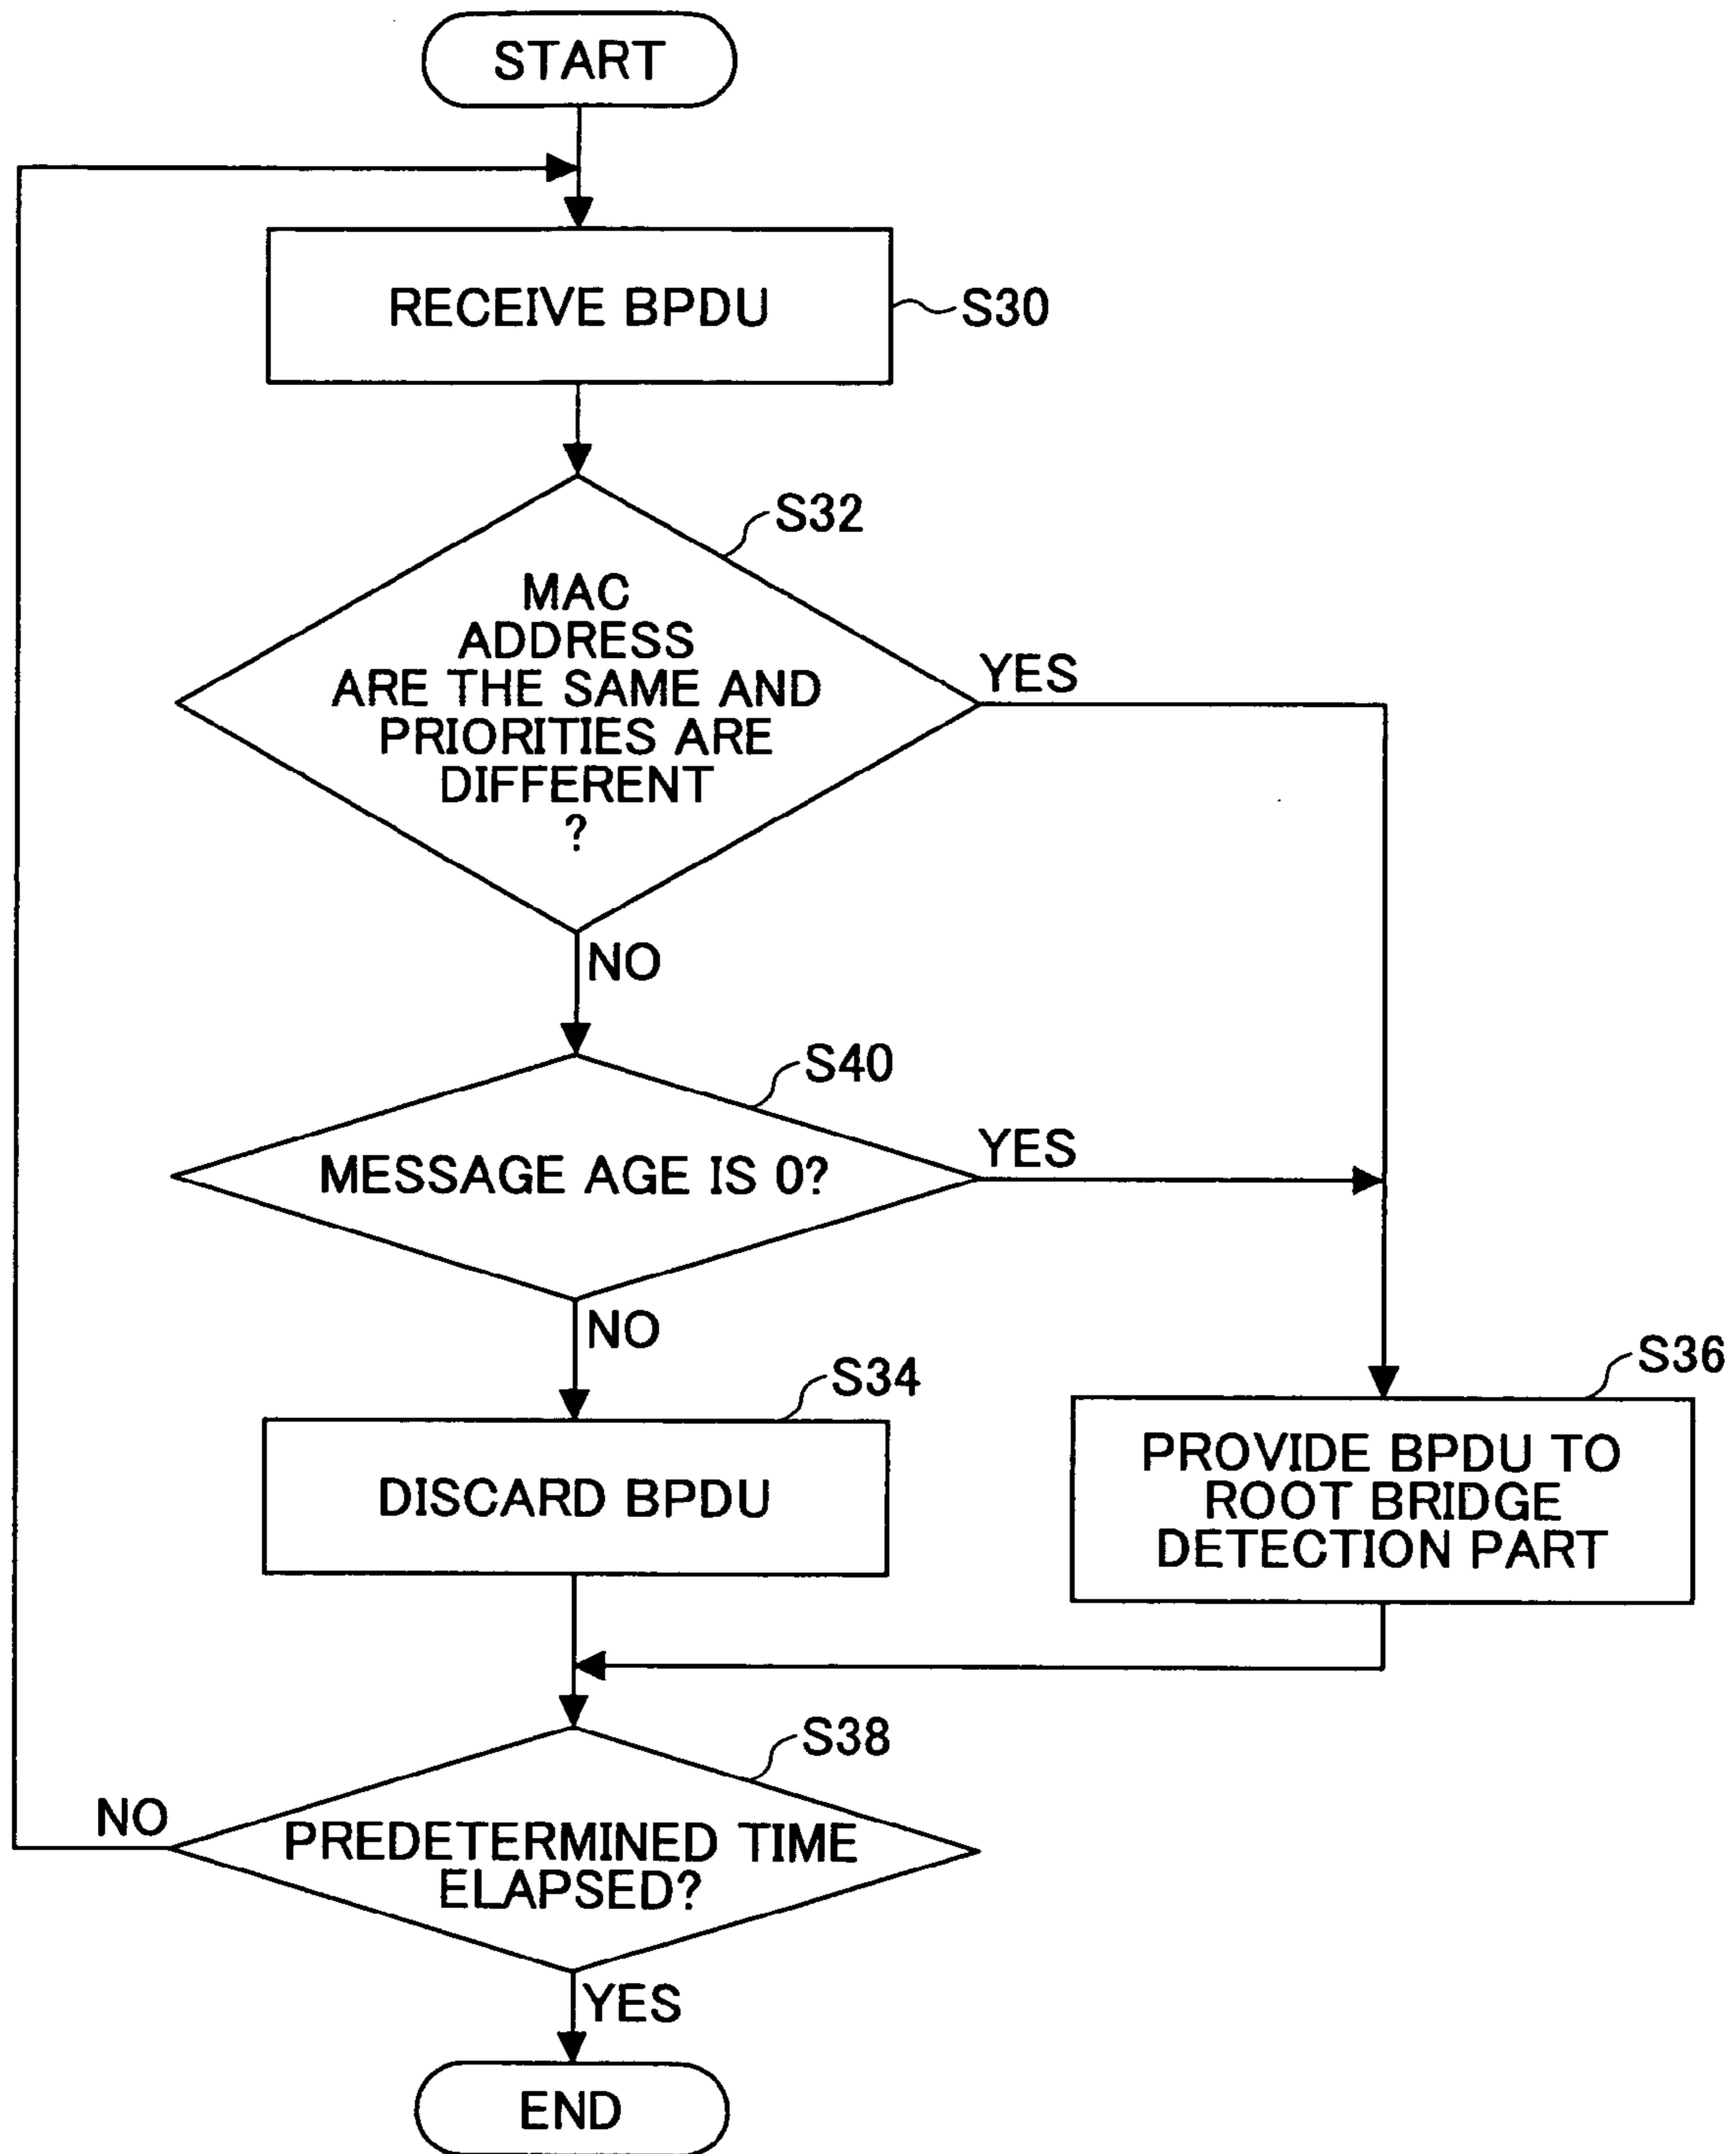 START
RECEIVE BPDU
S30
S32
MAC
ADDRESS
ARE THE SAME AND
PRIORITIES ARE
DIFFERENT
?
YES
NO
S40
MESSAGE AGE IS 0?
YES
NO
S34
DISCARD BPDU
S36
PROVIDE BPDU TO
ROOT BRIDGE
DETECTION PART
S38
NO
PREDETERMINED TIME
ELAPSED?
YES
END